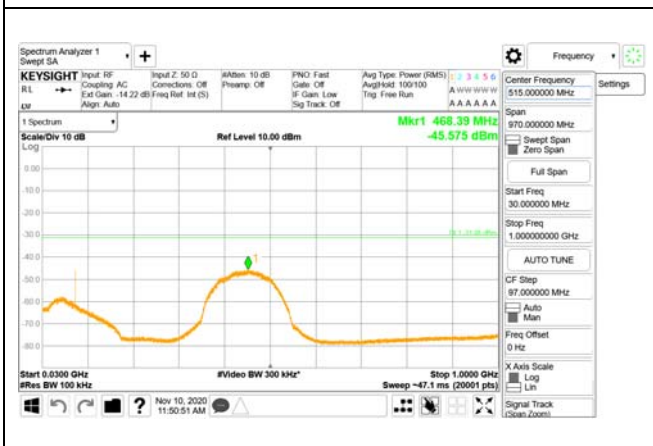 Spectrum Analyzer 1
Swept SA
Frequency
Settings
KEYSIGHT
RL
Input: RF
Coupling: AC
Ext Gain: -14.22 dB
Align: Auto
Input Z: 50 Ω
Corrections: Off
Freq Ref: Int (S)
#Atten: 10 dB
Preamp: Off
PNO: Fast
Gate: Off
IF Gain: Low
Sig Track: Off
Avg Type: Power (RMS)
Avg|Hold: 100/100
Trig: Free Run
1 2 3 4 5 6
A W W W W W
A A A A A A
1 Spectrum
Scale/Div 10 dB
Log
Ref Level 10.00 dBm
Mkr1 468.39 MHz
-45.575 dBm
0.00
-10.0
-20.0
-30.0
-40.0
-50.0
-60.0
-70.0
-80.0
1
Start 0.0300 GHz
#Res BW 100 kHz
#Video BW 300 kHz*
Stop 1.0000 GHz
Sweep ~47.1 ms (20001 pts)
Nov 10, 2020
11:50:51 AM
Center Frequency
515.000000 MHz
Span
970.000000 MHz
Swept Span
Zero Span
Full Span
Start Freq
30.000000 MHz
Stop Freq
1.000000000 GHz
AUTO TUNE
CF Step
97.000000 MHz
Auto
Man
Freq Offset
0 Hz
X Axis Scale
Log
Lin
Signal Track
(Span Zoom)